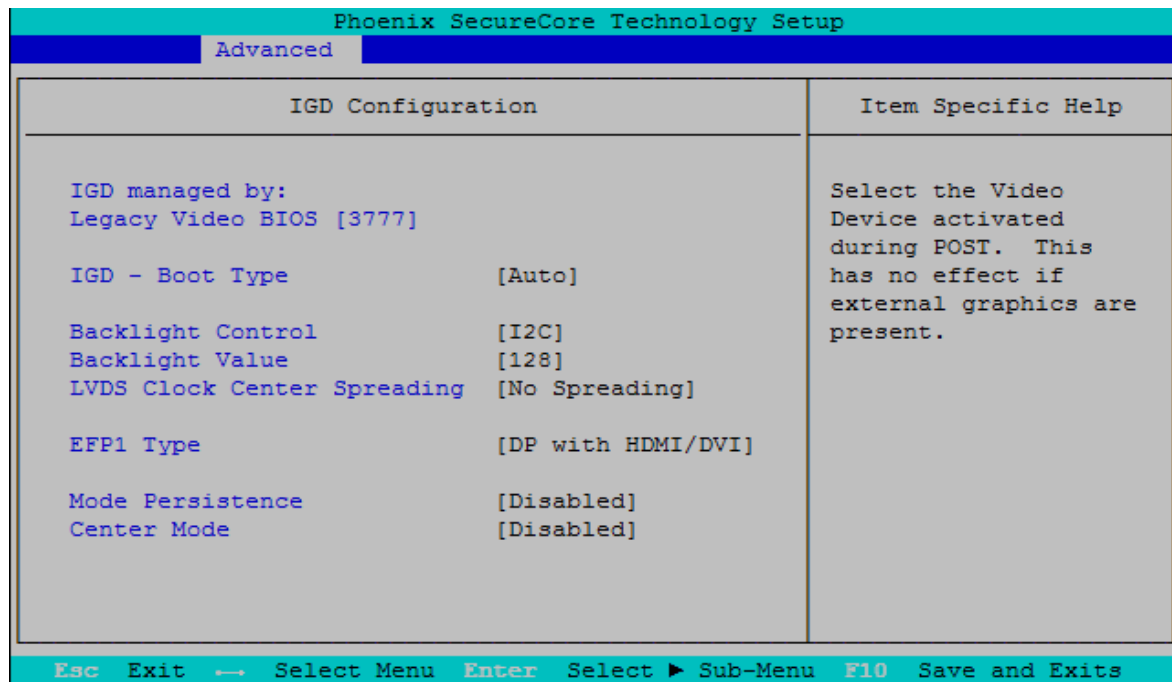 Phoenix SecureCore Technology Setup
Advanced
IGD Configuration
IGD managed by:
Legacy Video BIOS [3777]
IGD - Boot Type [Auto]
Backlight Control [I2C]
Backlight Value [128]
LVDS Clock Center Spreading [No Spreading]
EFP1 Type [DP with HDMI/DVI]
Mode Persistence [Disabled]
Center Mode [Disabled]
Item Specific Help
Select the Video
Device activated
during POST. This
has no effect if
external graphics are
present.
Esc Exit ←→ Select Menu Enter Select ► Sub-Menu F10 Save and Exits